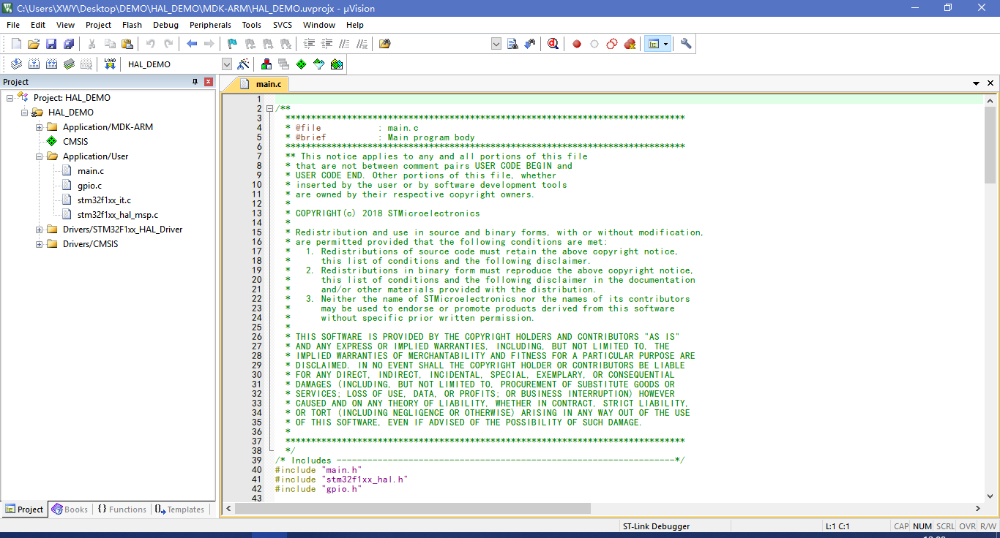 C:\Users\XWY\Desktop\DEMO\HAL_DEMO\MDK-ARM\HAL_DEMO.uvprojx - µVision
File Edit View Project Flash Debug Peripherals Tools SVCS Window Help
LOAD HAL_DEMO
Project
main.c
Project: HAL_DEMO
HAL_DEMO
Application/MDK-ARM
CMSIS
Application/User
main.c
gpio.c
stm32f1xx_it.c
stm32f1xx_hal_msp.c
Drivers/STM32F1xx_HAL_Driver
Drivers/CMSIS
1
2 /**
3 ******************************************************************************
4 * @file : main.c
5 * @brief : Main program body
6 ******************************************************************************
7 ** This notice applies to any and all portions of this file
8 * that are not between comment pairs USER CODE BEGIN and
9 * USER CODE END. Other portions of this file, whether
10 * inserted by the user or by software development tools
11 * are owned by their respective copyright owners.
12 *
13 * COPYRIGHT(c) 2018 STMicroelectronics
14 *
15 * Redistribution and use in source and binary forms, with or without modification,
16 * are permitted provided that the following conditions are met:
17 * 1. Redistributions of source code must retain the above copyright notice,
18 * this list of conditions and the following disclaimer.
19 * 2. Redistributions in binary form must reproduce the above copyright notice,
20 * this list of conditions and the following disclaimer in the documentation
21 * and/or other materials provided with the distribution.
22 * 3. Neither the name of STMicroelectronics nor the names of its contributors
23 * may be used to endorse or promote products derived from this software
24 * without specific prior written permission.
25 *
26 * THIS SOFTWARE IS PROVIDED BY THE COPYRIGHT HOLDERS AND CONTRIBUTORS "AS IS"
27 * AND ANY EXPRESS OR IMPLIED WARRANTIES, INCLUDING, BUT NOT LIMITED TO, THE
28 * IMPLIED WARRANTIES OF MERCHANTABILITY AND FITNESS FOR A PARTICULAR PURPOSE ARE
29 * DISCLAIMED. IN NO EVENT SHALL THE COPYRIGHT HOLDER OR CONTRIBUTORS BE LIABLE
30 * FOR ANY DIRECT, INDIRECT, INCIDENTAL, SPECIAL, EXEMPLARY, OR CONSEQUENTIAL
31 * DAMAGES (INCLUDING, BUT NOT LIMITED TO, PROCUREMENT OF SUBSTITUTE GOODS OR
32 * SERVICES; LOSS OF USE, DATA, OR PROFITS; OR BUSINESS INTERRUPTION) HOWEVER
33 * CAUSED AND ON ANY THEORY OF LIABILITY, WHETHER IN CONTRACT, STRICT LIABILITY,
34 * OR TORT (INCLUDING NEGLIGENCE OR OTHERWISE) ARISING IN ANY WAY OUT OF THE USE
35 * OF THIS SOFTWARE, EVEN IF ADVISED OF THE POSSIBILITY OF SUCH DAMAGE.
36 *
37 ******************************************************************************
38 */
39 /* Includes ------------------------------------------------------------------*/
40 #include "main.h"
41 #include "stm32f1xx_hal.h"
42 #include "gpio.h"
43
Project Books {} Functions Templates
ST-Link Debugger L:1 C:1 CAP NUM SCRL OVR R/W